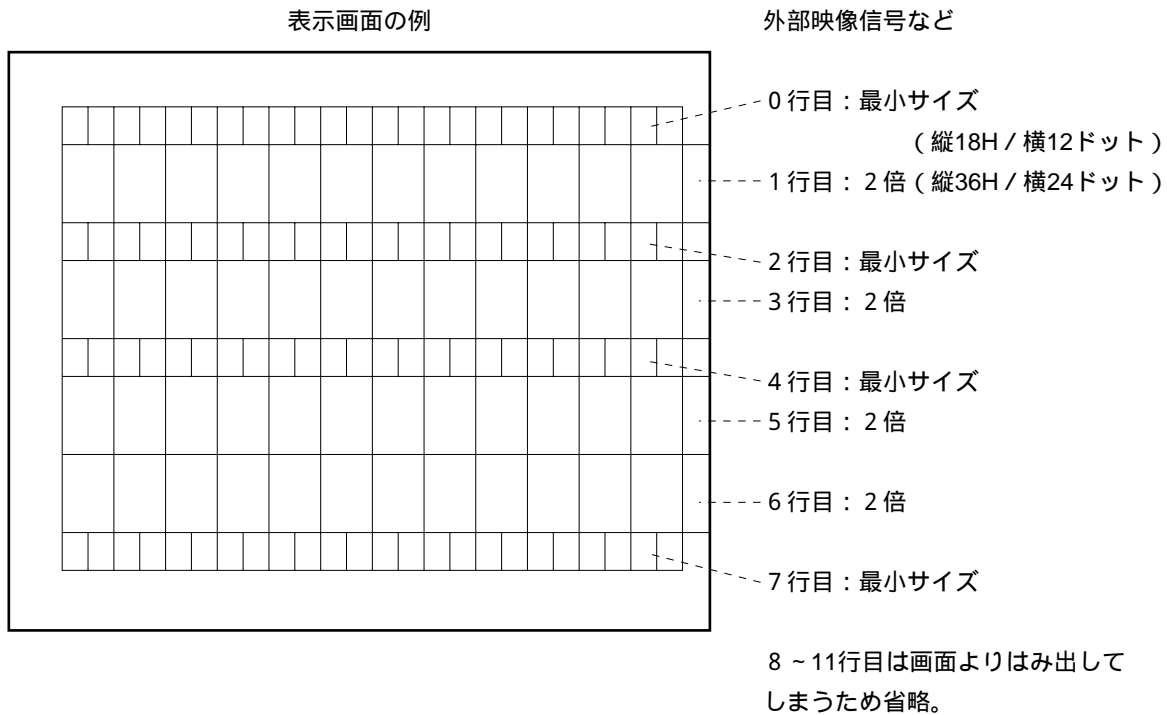 表示画面の例
外部映像信号など
0行目：最小サイズ
（縦18H / 横12ドット）
1行目：2倍（縦36H / 横24ドット）
2行目：最小サイズ
3行目：2倍
4行目：最小サイズ
5行目：2倍
6行目：2倍
7行目：最小サイズ
8 ~ 11行目は画面よりはみ出して
しまうため省略。